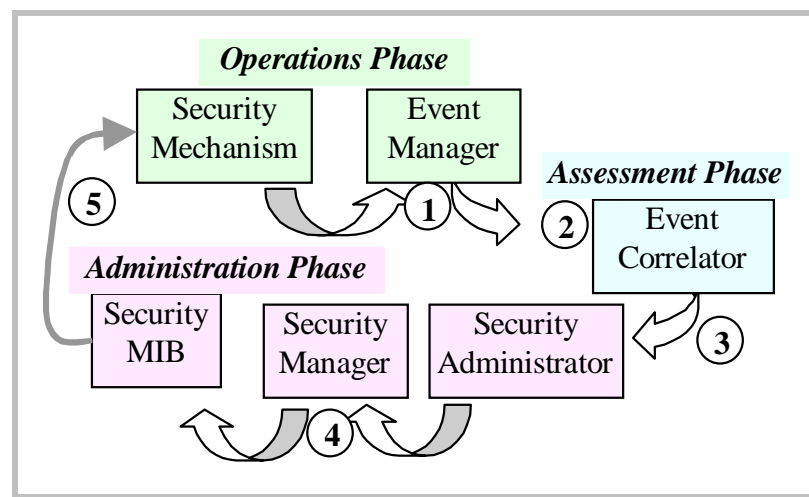 Operations Phase
Security
Mechanism
Event
Manager
1
Assessment Phase
2
Event
Correlator
3
Administration Phase
Security
MIB
Security
Manager
Security
Administrator
4
5